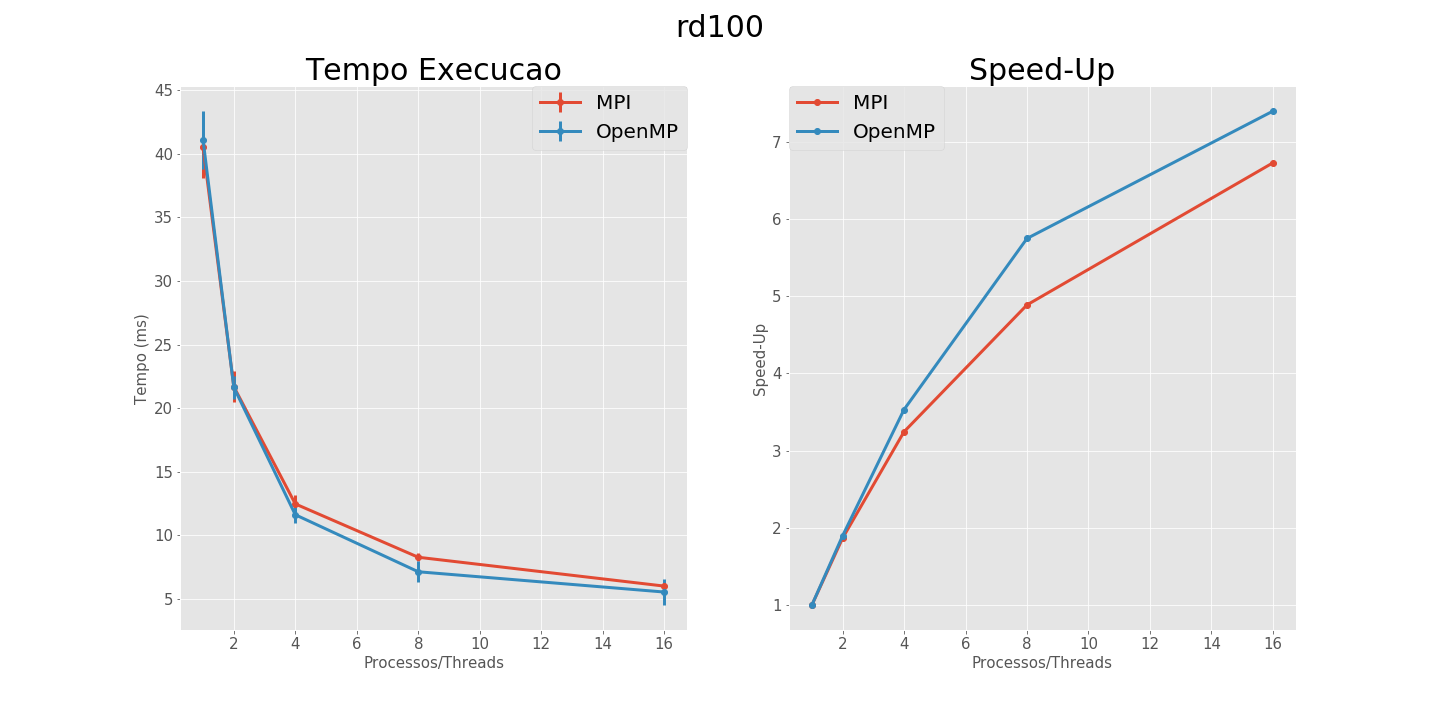 rd100
Tempo Execucao
45
40
35
30
25
20
15
10
5
Tempo (ms)
MPI
OpenMP
2 4 6 8 10 12 14 16
Processos/Threads
Speed-Up
7
6
5
4
3
2
1
Speed-Up
MPI
OpenMP
2 4 6 8 10 12 14 16
Processos/Threads